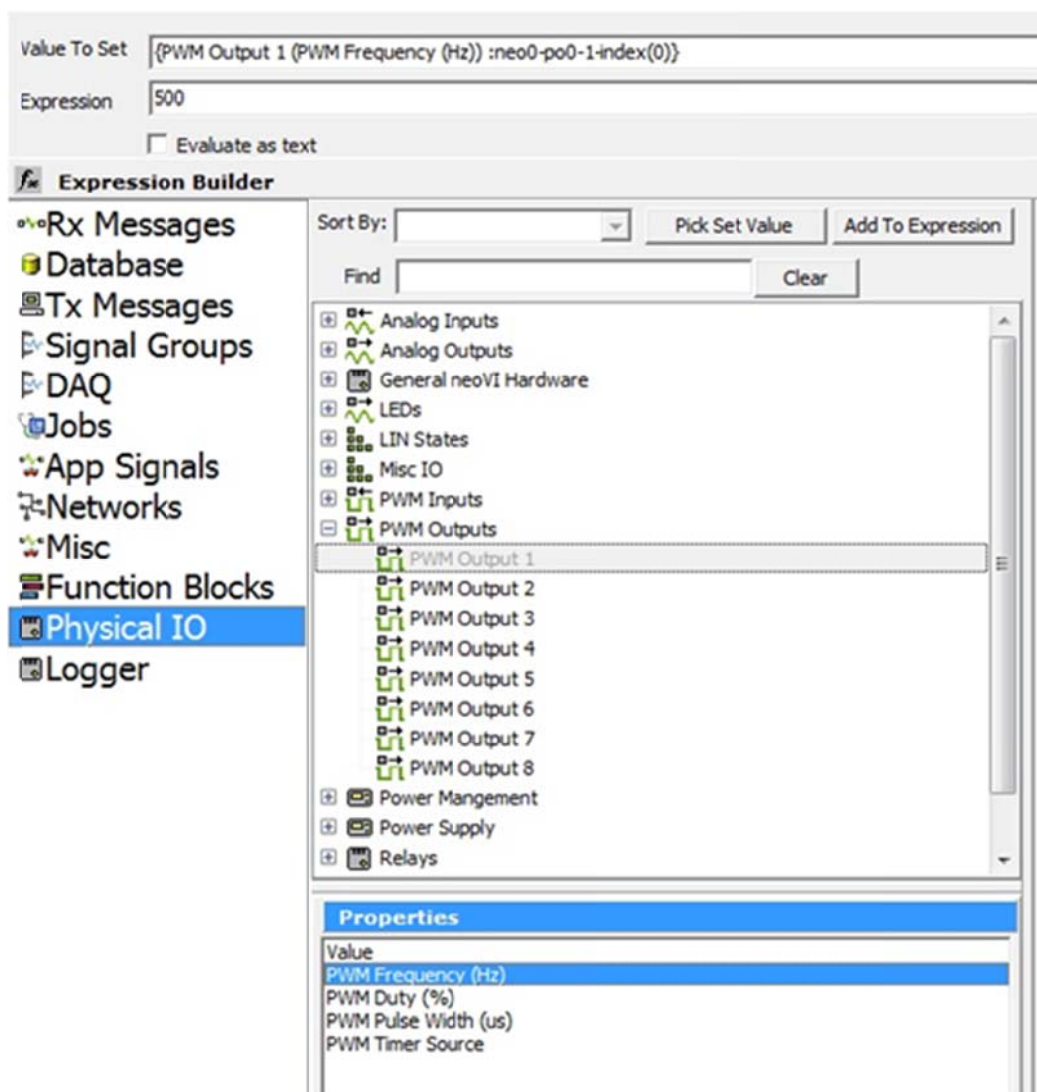 Value To Set {PWM Output 1 (PWM Frequency (Hz)) :neo0-po0-1-index(0)}
Expression 500
Evaluate as text
fx Expression Builder
Rx Messages
Database
Tx Messages
Signal Groups
DAQ
Jobs
App Signals
Networks
Misc
Function Blocks
Physical IO
Logger
Sort By: Pick Set Value Add To Expression
Find Clear
Analog Inputs
Analog Outputs
General neoVI Hardware
LEDs
LIN States
Misc IO
PWM Inputs
PWM Outputs
PWM Output 1
PWM Output 2
PWM Output 3
PWM Output 4
PWM Output 5
PWM Output 6
PWM Output 7
PWM Output 8
Power Mangement
Power Supply
Relays
Properties
Value
PWM Frequency (Hz)
PWM Duty (%)
PWM Pulse Width (us)
PWM Timer Source